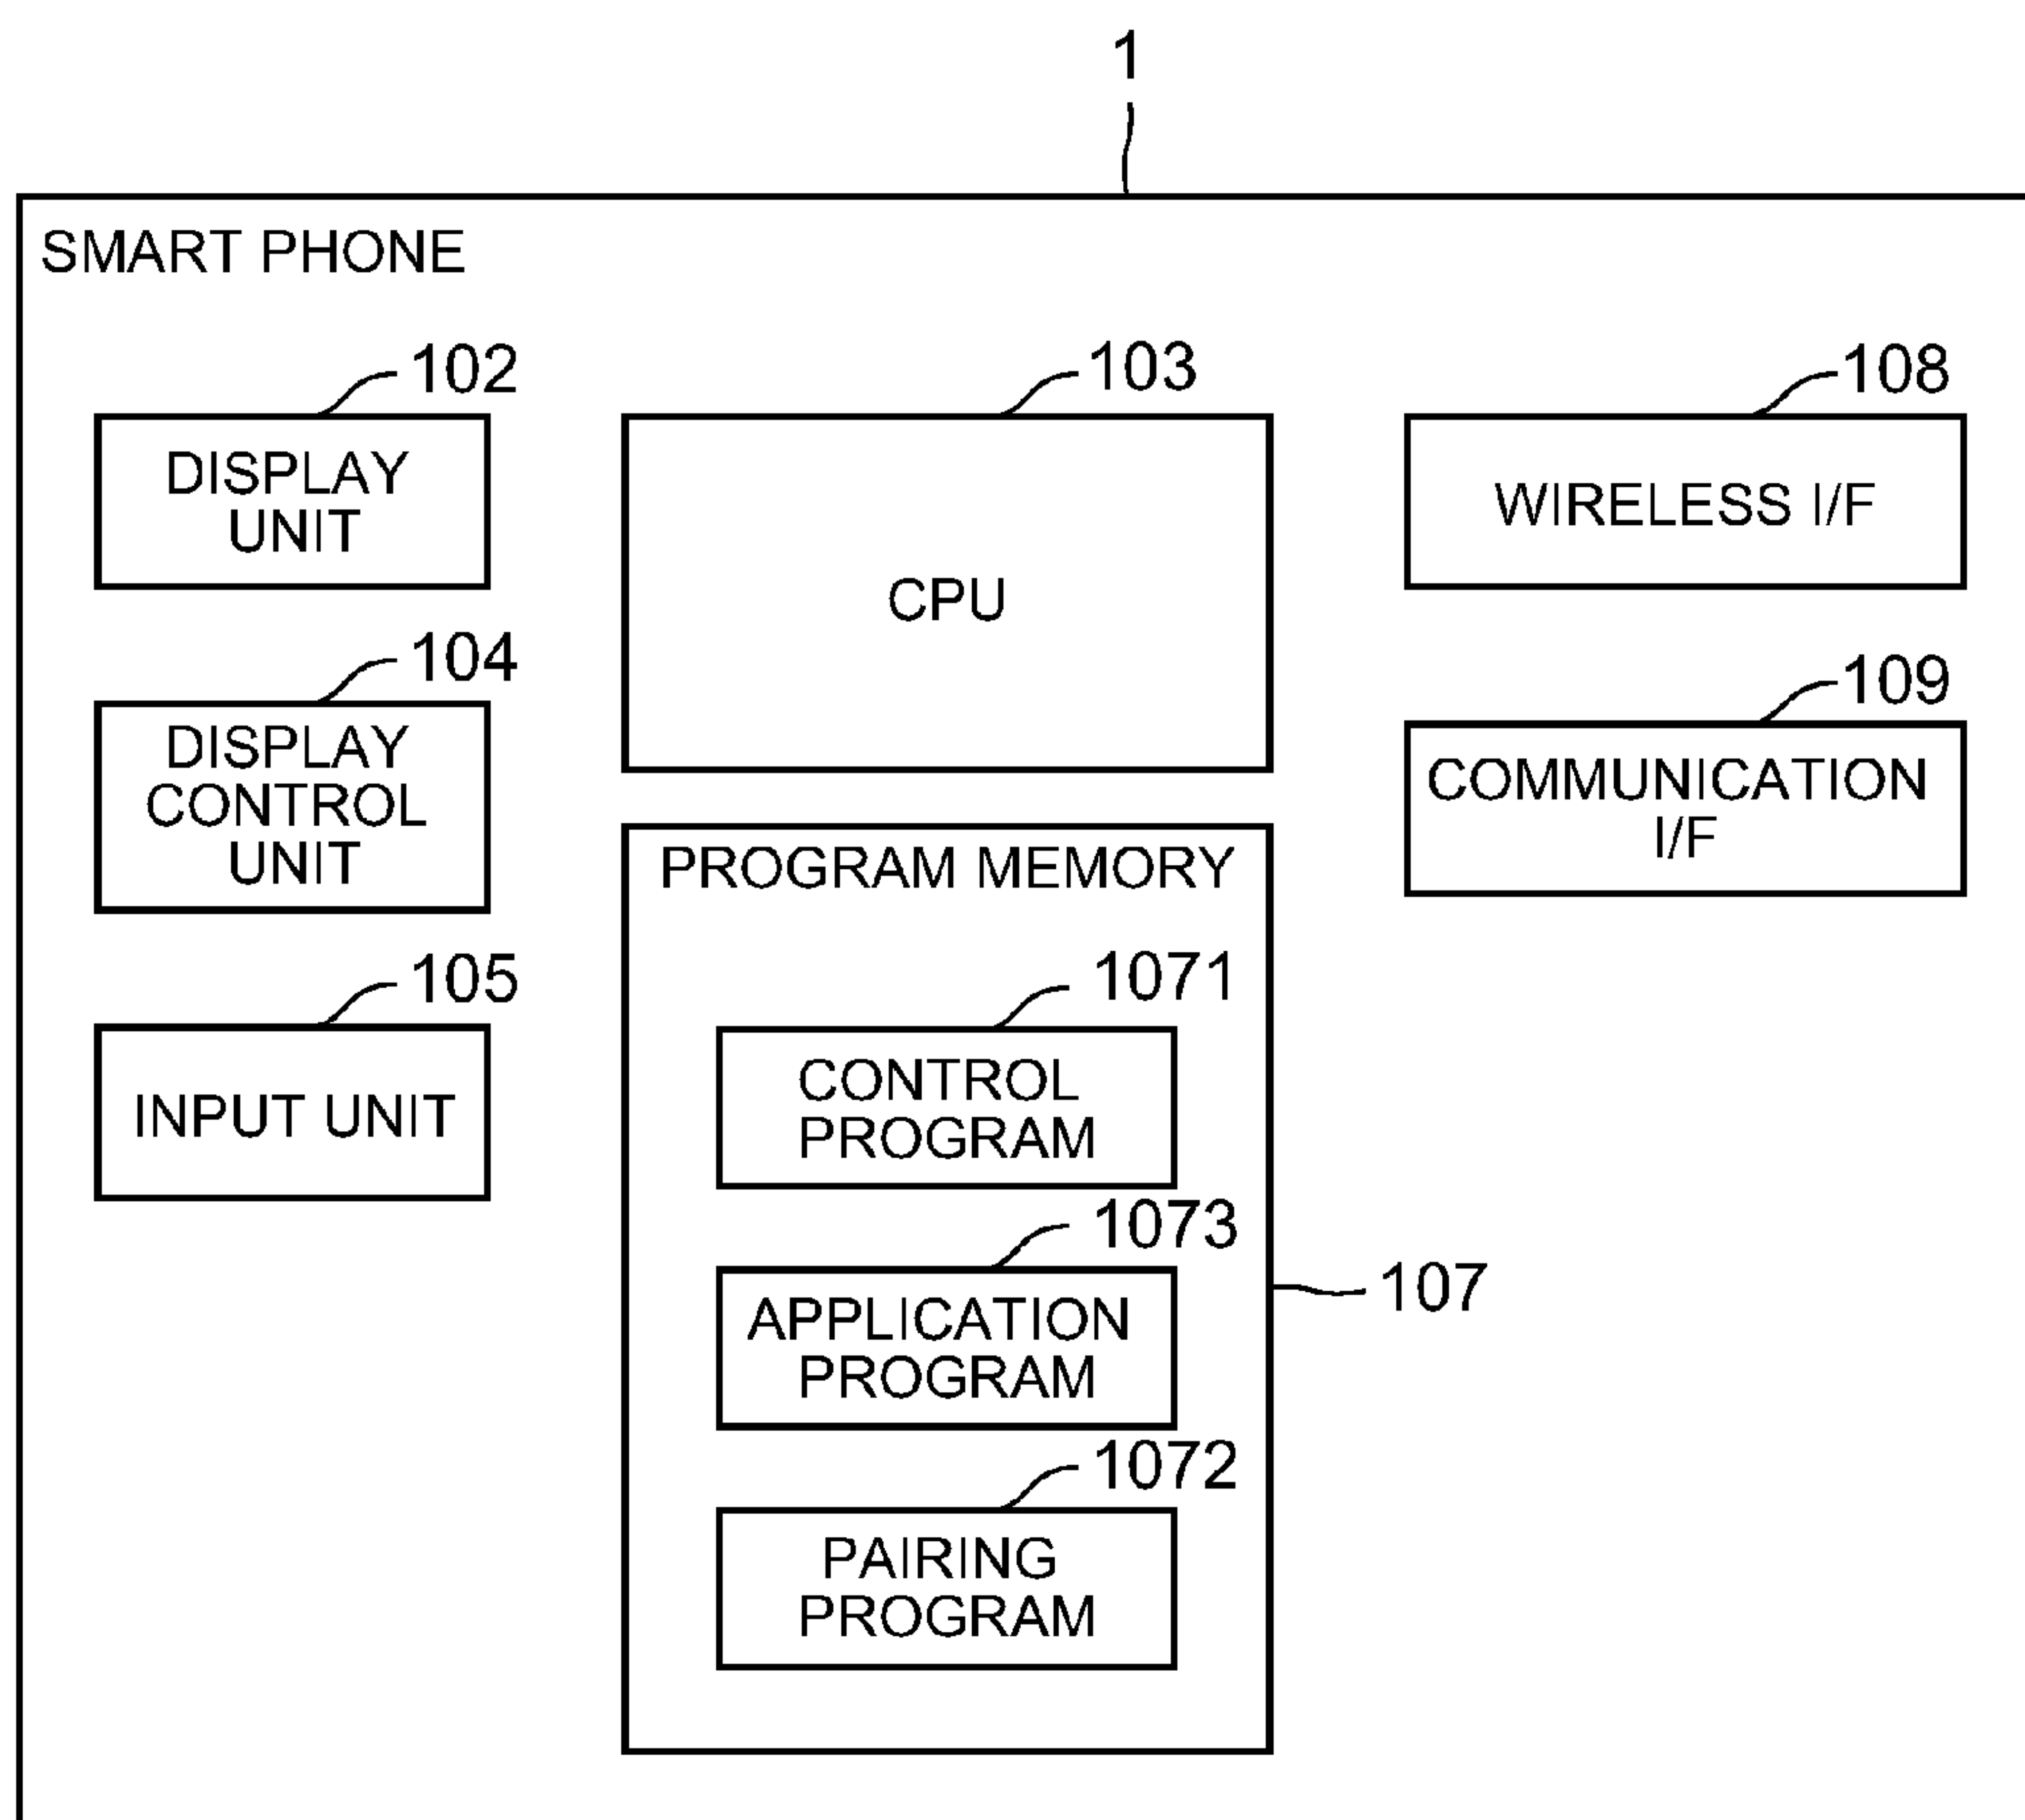 1
SMART PHONE
102
DISPLAY
UNIT
104
DISPLAY
CONTROL
UNIT
105
INPUT UNIT
103
CPU
PROGRAM MEMORY
1071
CONTROL
PROGRAM
1073
APPLICATION
PROGRAM
1072
PAIRING
PROGRAM
107
108
WIRELESS I/F
109
COMMUNICATION
I/F